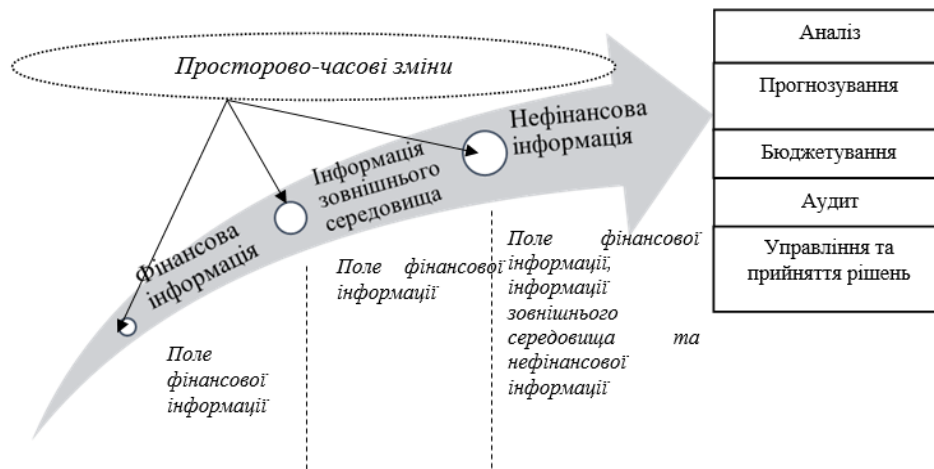 Просторово-часові зміни
Фінансова
інформація
Інформація
зовнішнього
середовища
Нефінансова
інформація
Поле
фінансової
інформації
Поле фінансової
інформації
Поле фінансової
інформації,
інформації
зовнішнього
середовища та
нефінансової
інформації
Аналіз
Прогнозування
Бюджетування
Аудит
Управління та
прийняття рішень